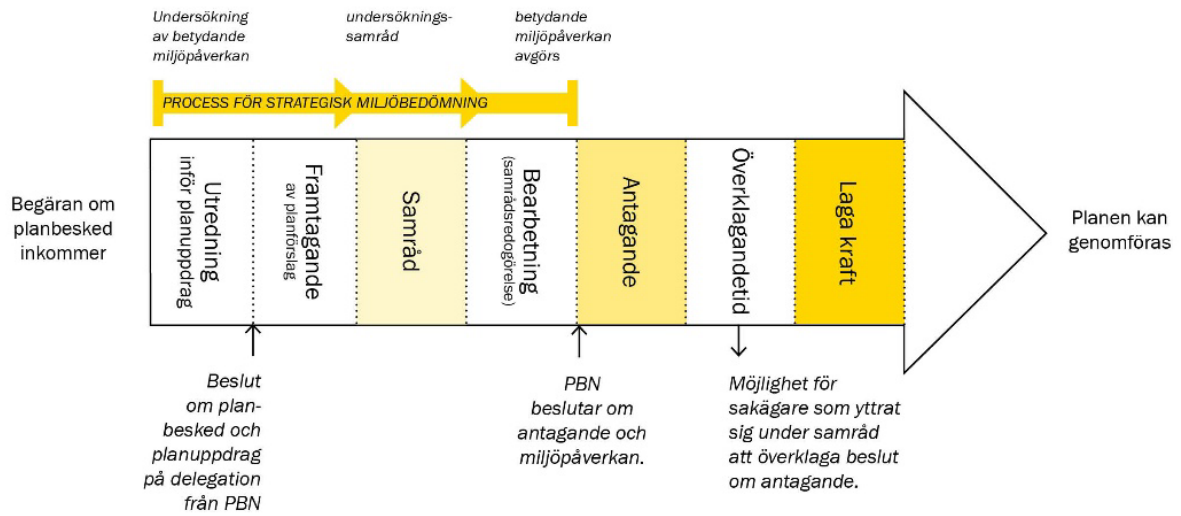 Undersökning
av betydande
miljöpåverkan
undersöknings-
samråd
betydande
miljöpåverkan
avgörs
PROCESS FÖR STRATEGISK MILJÖBEDÖMNING
Begäran om
planbesked
inkommer
Utredning
inför planuppdrag
Framtagande
av planförslag
Samråd
Bearbetning
(samrådsredogörelse)
Antagande
Överklagandetid
Laga kraft
Planen kan
genomföras
Beslut
om plan-
besked och
planuppdrag
på delegation
från PBN
PBN
beslutar om
antagande och
miljöpåverkan.
Möjlighet för
sakägare som yttrat
sig under samråd
att överklaga beslut
om antagande.